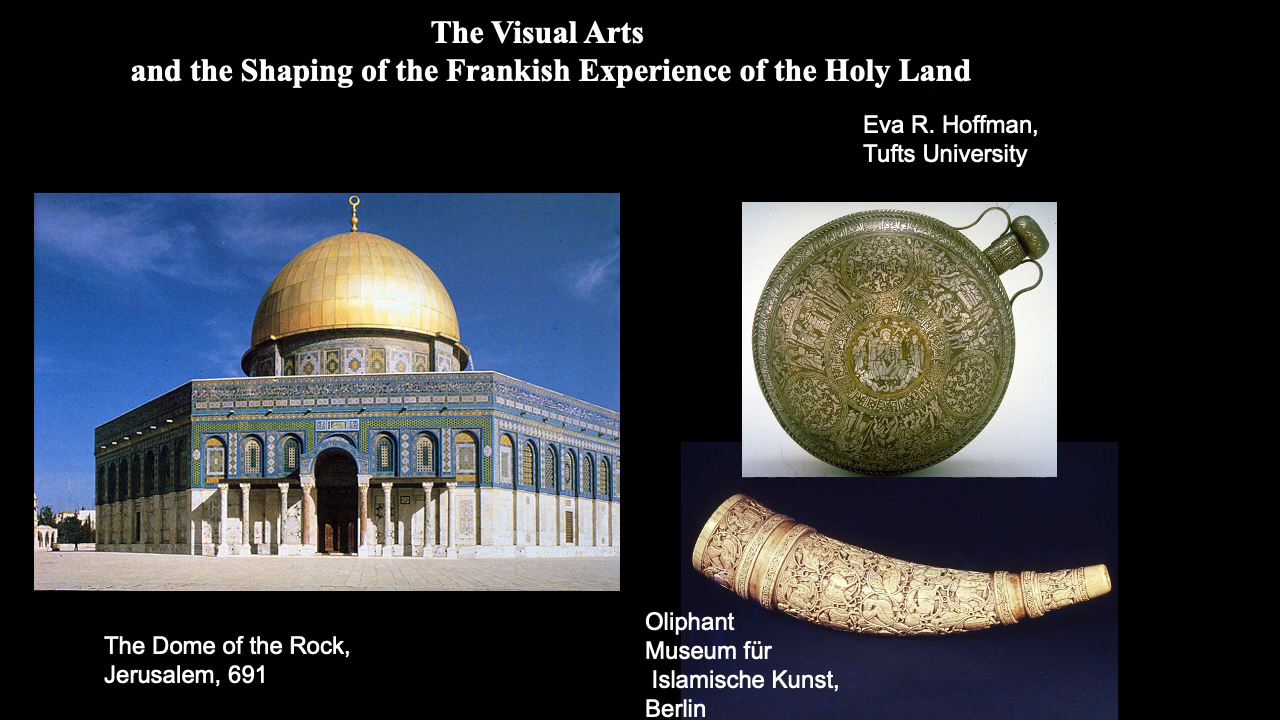 The Visual Arts
and the Shaping of the Frankish Experience of the Holy Land
Eva R. Hoffman,
Tufts University
The Dome of the Rock,
Jerusalem, 691
Oliphant
Museum für
Islamische Kunst,
Berlin